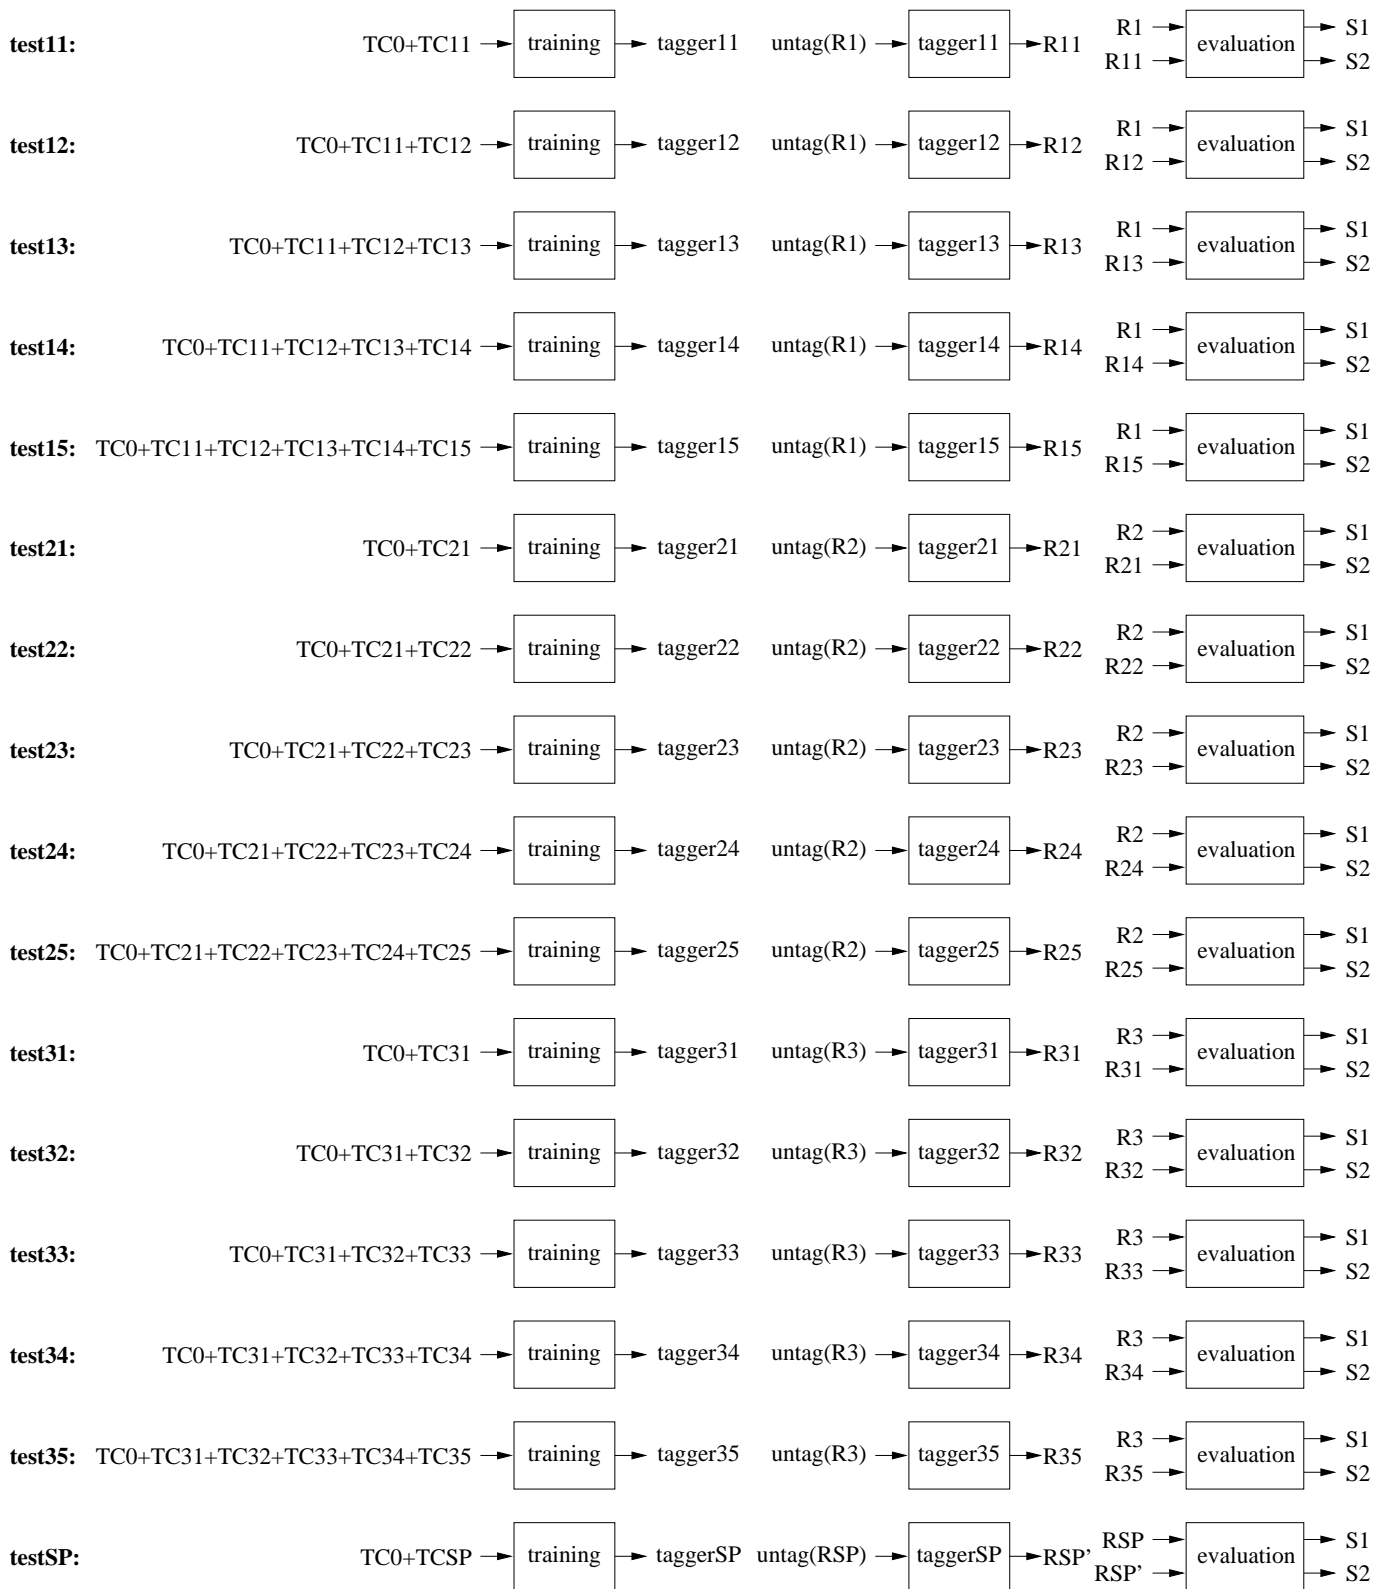 test11: TC0+TC11 training tagger11 untag(R1) tagger11 R11 R1 R11 evaluation S1 S2
test12: TC0+TC11+TC12 training tagger12 untag(R1) tagger12 R12 R1 R12 evaluation S1 S2
test13: TC0+TC11+TC12+TC13 training tagger13 untag(R1) tagger13 R13 R1 R13 evaluation S1 S2
test14: TC0+TC11+TC12+TC13+TC14 training tagger14 untag(R1) tagger14 R14 R1 R14 evaluation S1 S2
test15: TC0+TC11+TC12+TC13+TC14+TC15 training tagger15 untag(R1) tagger15 R15 R1 R15 evaluation S1 S2
test21: TC0+TC21 training tagger21 untag(R2) tagger21 R21 R2 R21 evaluation S1 S2
test22: TC0+TC21+TC22 training tagger22 untag(R2) tagger22 R22 R2 R22 evaluation S1 S2
test23: TC0+TC21+TC22+TC23 training tagger23 untag(R2) tagger23 R23 R2 R23 evaluation S1 S2
test24: TC0+TC21+TC22+TC23+TC24 training tagger24 untag(R2) tagger24 R24 R2 R24 evaluation S1 S2
test25: TC0+TC21+TC22+TC23+TC24+TC25 training tagger25 untag(R2) tagger25 R25 R2 R25 evaluation S1 S2
test31: TC0+TC31 training tagger31 untag(R3) tagger31 R31 R3 R31 evaluation S1 S2
test32: TC0+TC31+TC32 training tagger32 untag(R3) tagger32 R32 R3 R32 evaluation S1 S2
test33: TC0+TC31+TC32+TC33 training tagger33 untag(R3) tagger33 R33 R3 R33 evaluation S1 S2
test34: TC0+TC31+TC32+TC33+TC34 training tagger34 untag(R3) tagger34 R34 R3 R34 evaluation S1 S2
test35: TC0+TC31+TC32+TC33+TC34+TC35 training tagger35 untag(R3) tagger35 R35 R3 R35 evaluation S1 S2
testSP: TC0+TCSP training taggerSP untag(RSP) taggerSP RSP' RSP RSP' evaluation S1 S2